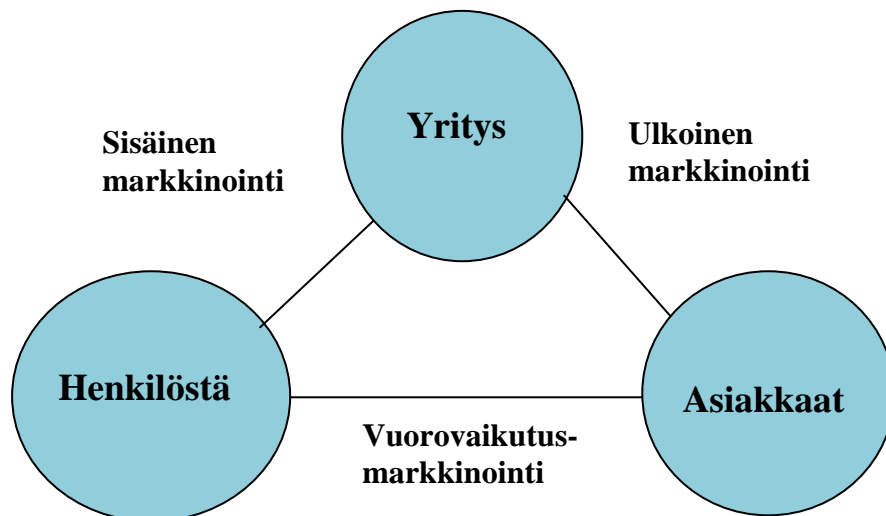 Yritys
Sisäinen
markkinointi
Ulkoinen
markkinointi
Henkilöstä
Asiakkaat
Vuorovaikutus-
markkinointi